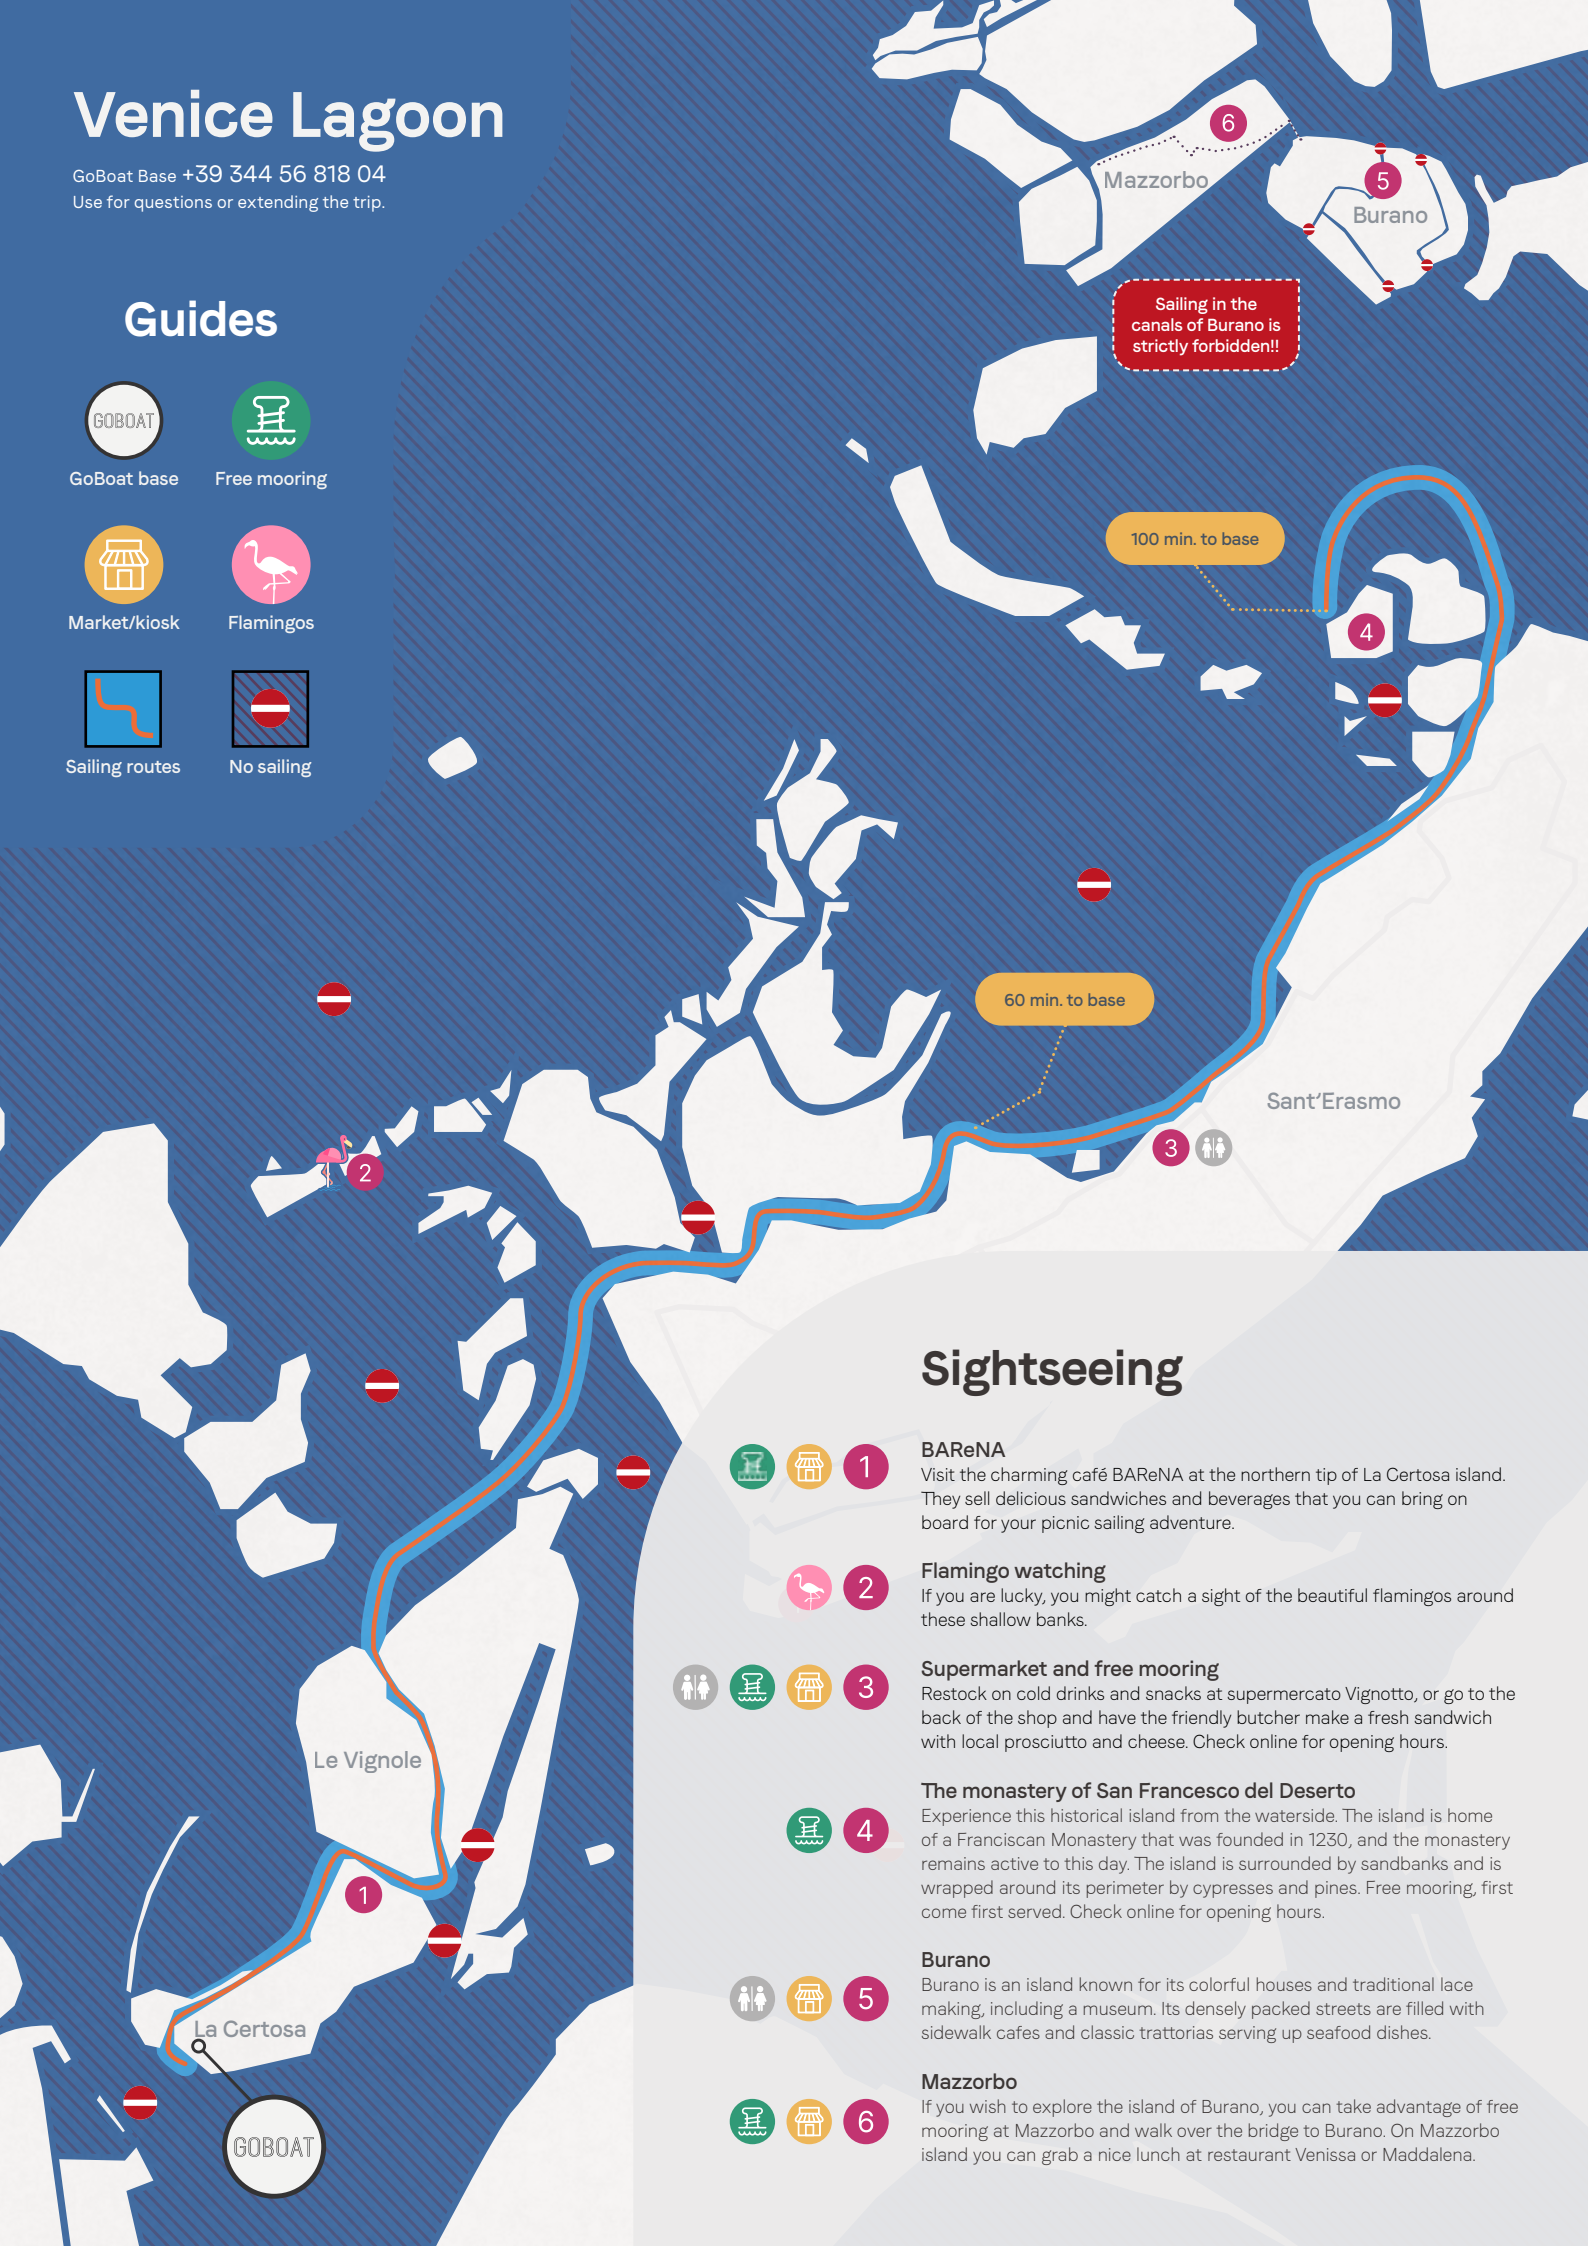 Venice Lagoon
GoBoat Base +39 344 56 818 04
Use for questions or extending the trip.
Guides
GOBOAT
GoBoat base
Free mooring
Market/kiosk
Flamingos
Sailing routes
No sailing
6
Mazzorbo
5
Burano
Sailing in the
canals of Burano is
strictly forbidden!!
100 min. to base
4
60 min. to base
Sant'Erasmo
3
2
Le Vignole
1
La Certosa
GOBOAT
Sightseeing
1
BAReNA
Visit the charming café BAReNA at the northern tip of La Certosa island.
They sell delicious sandwiches and beverages that you can bring on
board for your picnic sailing adventure.
2
Flamingo watching
If you are lucky, you might catch a sight of the beautiful flamingos around
these shallow banks.
3
Supermarket and free mooring
Restock on cold drinks and snacks at supermercato Vignotto, or go to the
back of the shop and have the friendly butcher make a fresh sandwich
with local prosciutto and cheese. Check online for opening hours.
4
The monastery of San Francesco del Deserto
Experience this historical island from the waterside. The island is home
of a Franciscan Monastery that was founded in 1230, and the monastery
remains active to this day. The island is surrounded by sandbanks and is
wrapped around its perimeter by cypresses and pines. Free mooring, first
come first served. Check online for opening hours.
5
Burano
Burano is an island known for its colorful houses and traditional lace
making, including a museum. Its densely packed streets are filled with
sidewalk cafes and classic trattorias serving up seafood dishes.
6
Mazzorbo
If you wish to explore the island of Burano, you can take advantage of free
mooring at Mazzorbo and walk over the bridge to Burano. On Mazzorbo
island you can grab a nice lunch at restaurant Venissa or Maddalena.